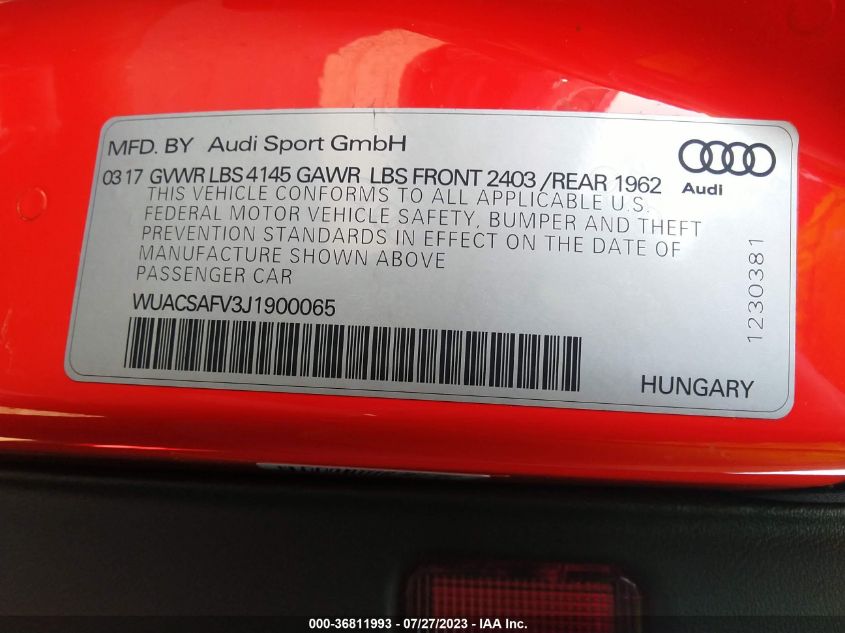 MFD. BY Audi Sport GmbH
03 17 GVWR LBS 4145 GAWR LBS FRONT 2403 /REAR 1962
Audi
THIS VEHICLE CONFORMS TO ALL APPLICABLE U.S.
FEDERAL MOTOR VEHICLE SAFETY, BUMPER AND THEFT
PREVENTION STANDARDS IN EFFECT ON THE DATE OF
MANUFACTURE SHOWN ABOVE
PASSENGER CAR
WUACSAFV3J1900065
1230381
HUNGARY
000-36811993 - 07/27/2023 - IAA Inc.